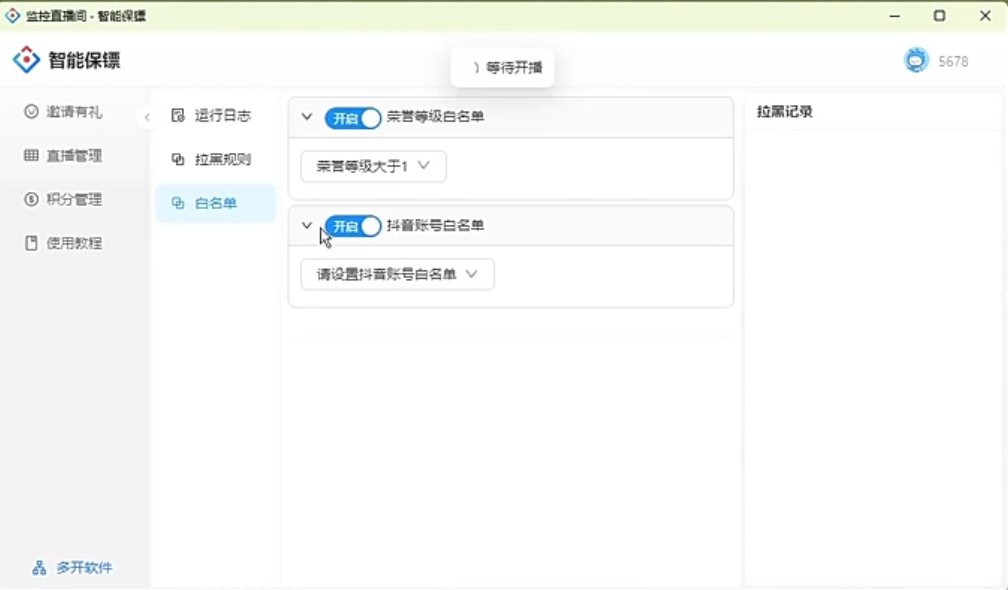 监控直播间 - 智能保镖
智能保镖
等待开播
5678
邀请有礼
直播管理
积分管理
使用教程
多开软件
运行日志
拉黑规则
白名单
开启 荣誉等级白名单
荣誉等级大于1
开启 抖音账号白名单
请设置抖音账号白名单
拉黑记录